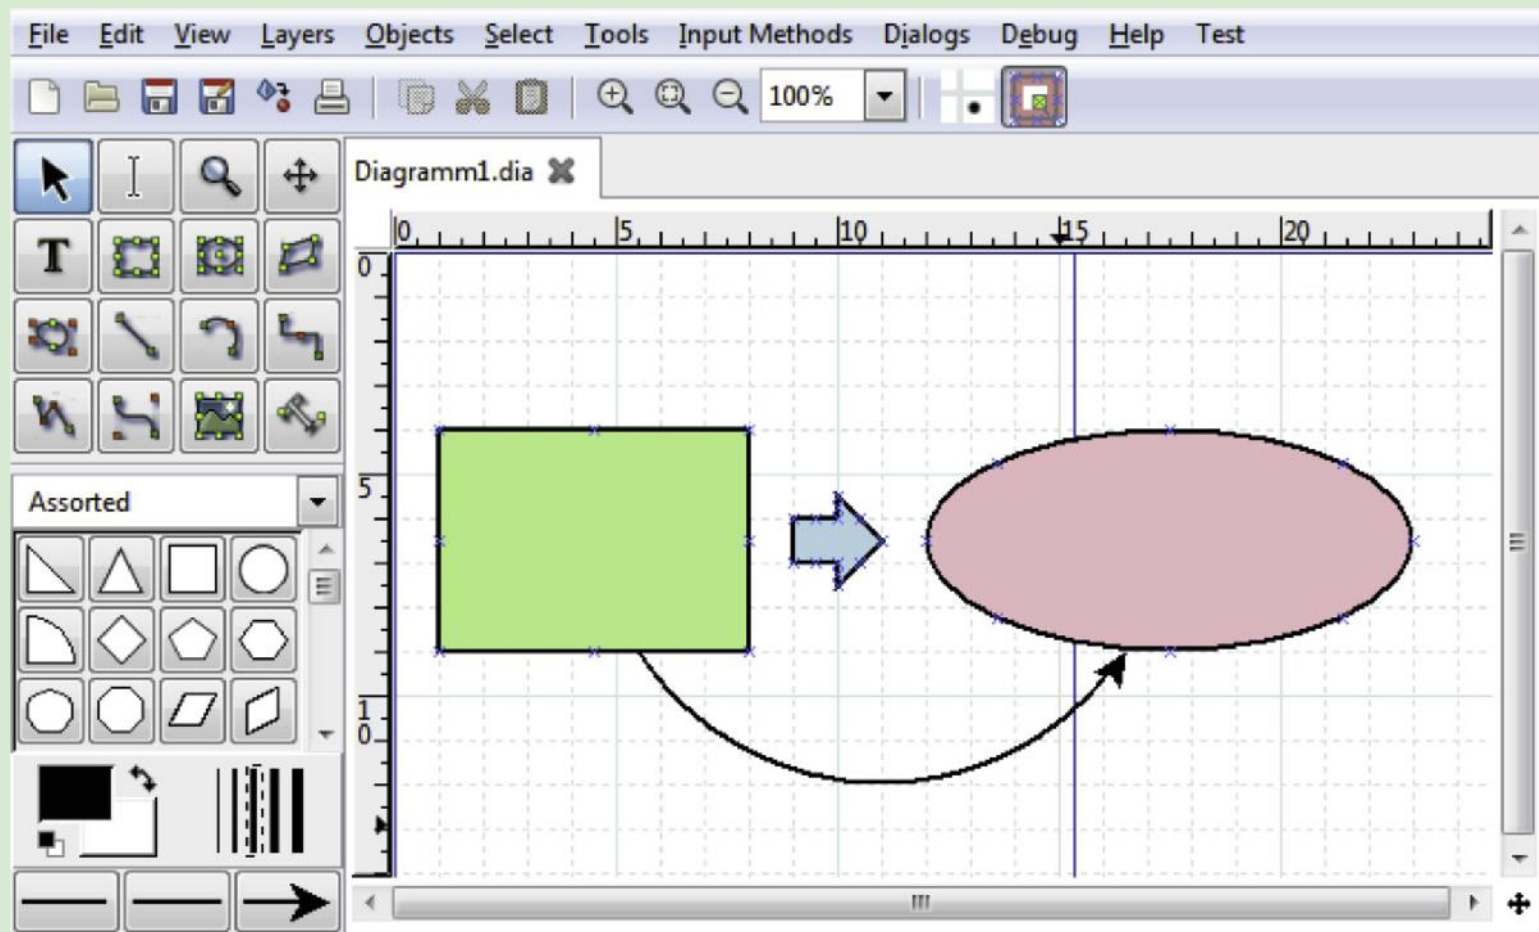 File Edit View Layers Objects Select Tools Input Methods Dialogs Debug Help Test
100%
T
Diagramm1.dia
0 5 10 15 20
0
5
10
Assorted